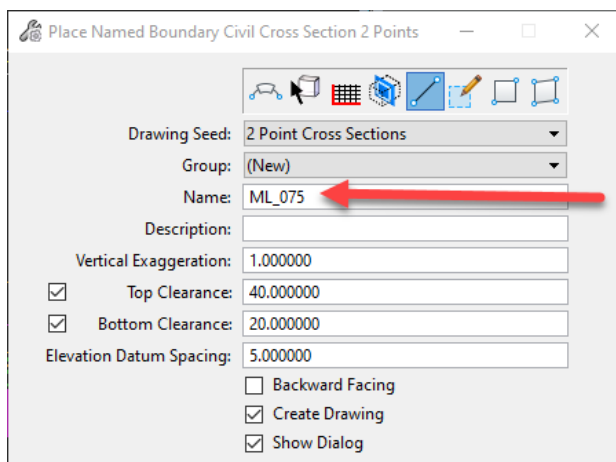 Place Named Boundary Civil Cross Section 2 Points
Drawing Seed: 2 Point Cross Sections
Group: (New)
Name: ML_075
Description:
Vertical Exaggeration: 1.000000
Top Clearance: 40.000000
Bottom Clearance: 20.000000
Elevation Datum Spacing: 5.000000
Backward Facing
Create Drawing
Show Dialog